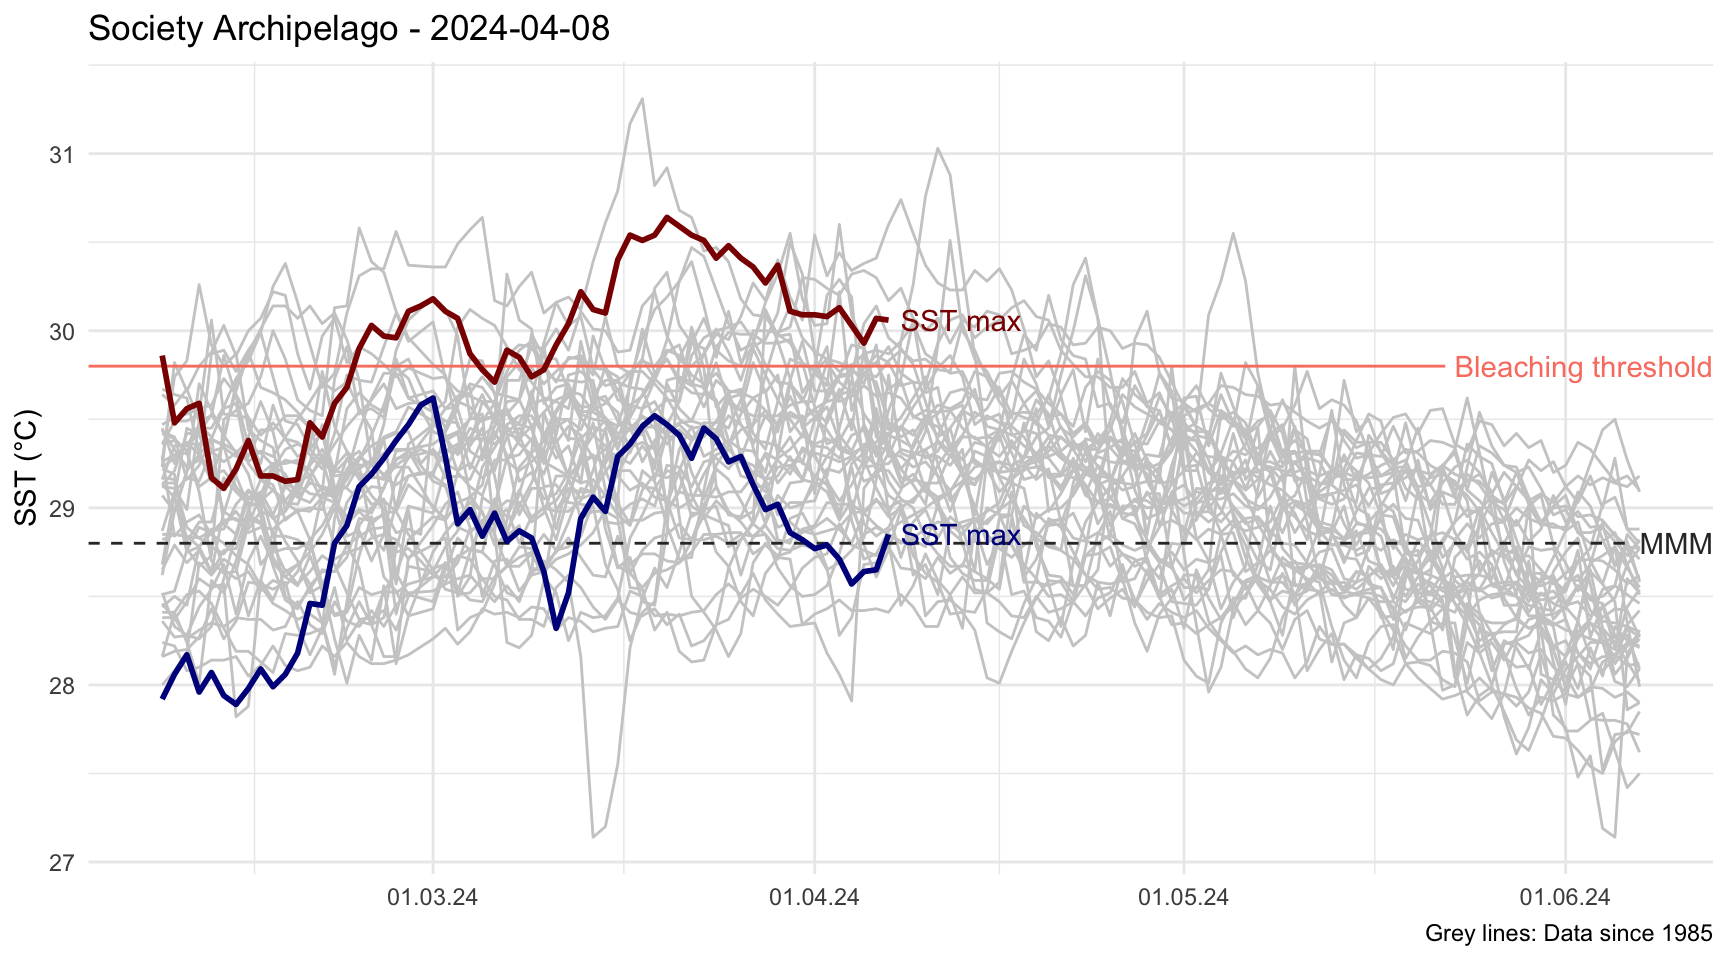 Society Archipelago - 2024-04-08
SST (°C)
31
30
29
28
27
SST max
Bleaching threshold
SST max
MMM
01.03.24
01.04.24
01.05.24
01.06.24
Grey lines: Data since 1985